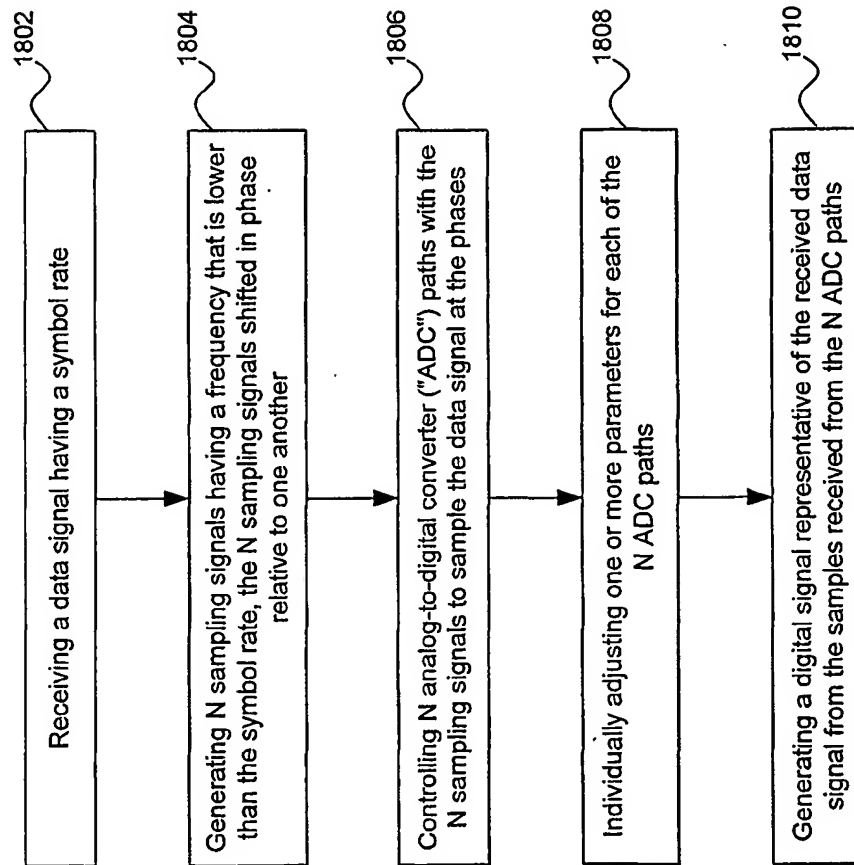 1802
Receiving a data signal having a symbol rate
1804
Generating N sampling signals having a frequency that is lower
than the symbol rate, the N sampling signals shifted in phase
relative to one another
1806
Controlling N analog-to-digital converter ("ADC") paths with the
N sampling signals to sample the data signal at the phases
1808
Individually adjusting one or more parameters for each of the
N ADC paths
1810
Generating a digital signal representative of the received data
signal from the samples received from the N ADC paths